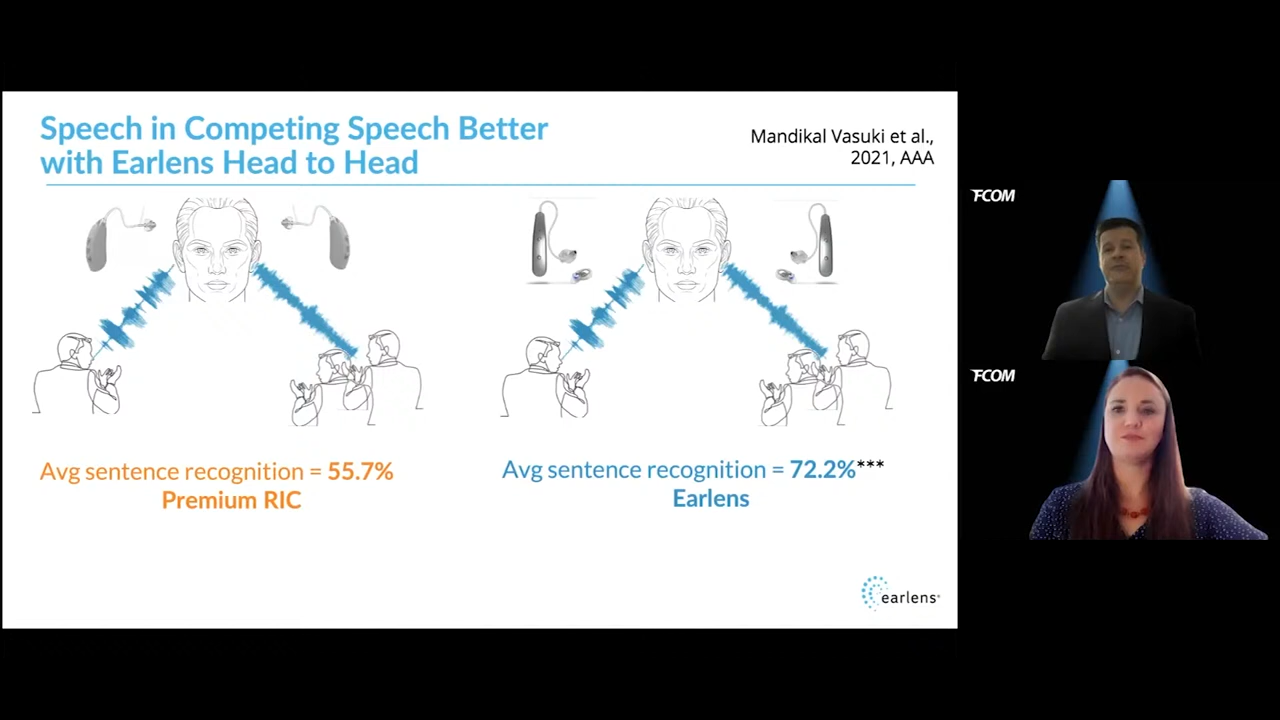 Speech in Competing Speech Better
with Earlens Head to Head
Mandikal Vasuki et al.,
2021, AAA
Avg sentence recognition = 55.7%
Premium RIC
Avg sentence recognition = 72.2%***
Earlens
earlens®
FCOM
FCOM